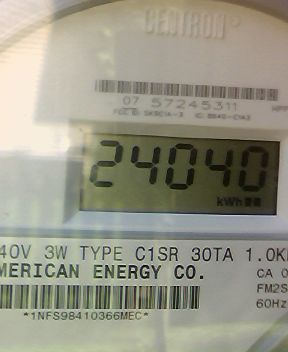 CENTRON
07 57245311
24040
kWh
40V 3W TYPE C1SR 30TA 1.0K
MERICAN ENERGY CO.
CA 0
FM2S
60Hz
*1NFS98410366MEC*